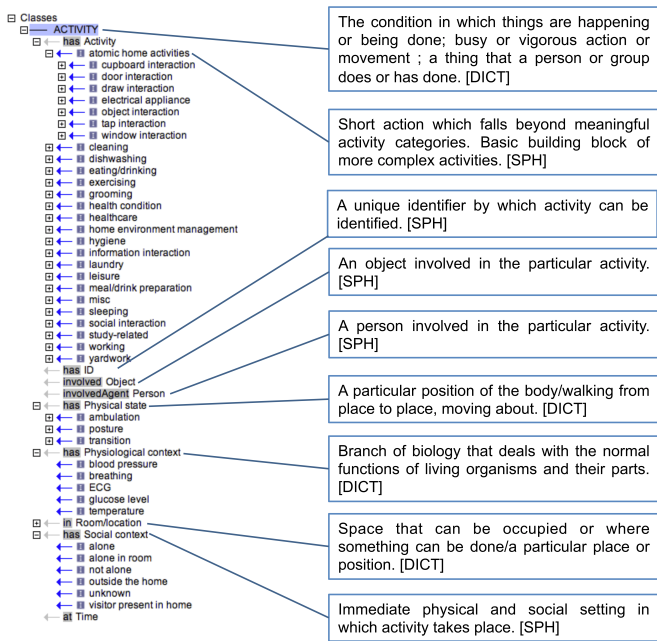 Classes
ACTIVITY
has Activity
atomic home activities
cupboard interaction
door interaction
draw interaction
electrical appliance
object interaction
tap interaction
window interaction
cleaning
dishwashing
eating/drinking
exercising
grooming
health condition
healthcare
home environment management
hygiene
information interaction
laundry
leisure
meal/drink preparation
misc
sleeping
social interaction
study-related
working
yardwork
has ID
involved Object
involvedAgent Person
has Physical state
ambulation
posture
transition
has Physiological context
blood pressure
breathing
ECG
glucose level
temperature
in Room/location
has Social context
alone
alone in room
not alone
outside the home
unknown
visitor present in home
at Time
The condition in which things are happening
or being done; busy or vigorous action or
movement ; a thing that a person or group
does or has done. [DICT]
Short action which falls beyond meaningful
activity categories. Basic building block of
more complex activities. [SPH]
A unique identifier by which activity can be
identified. [SPH]
An object involved in the particular activity.
[SPH]
A person involved in the particular activity.
[SPH]
A particular position of the body/walking from
place to place, moving about. [DICT]
Branch of biology that deals with the normal
functions of living organisms and their parts.
[DICT]
Space that can be occupied or where
something can be done/a particular place or
position. [DICT]
Immediate physical and social setting in
which activity takes place. [SPH]